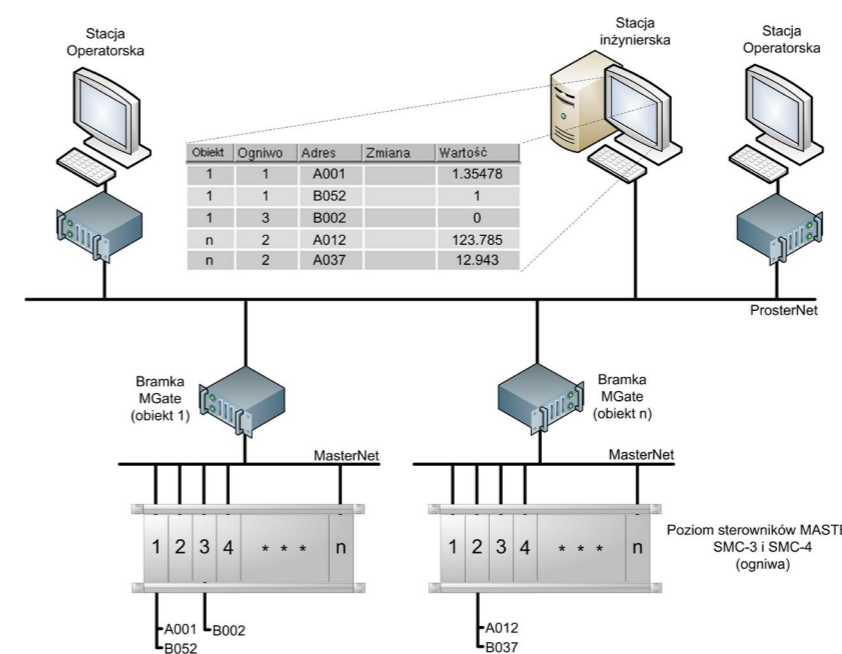 Stacja
Operatorska
Stacja
inżynierska
Stacja
Operatorska
Obiekt Ogniwo Adres Zmiana Wartość
1 1 A001 1.35478
1 1 B052 1
1 3 B002 0
n 2 A012 123.785
n 2 A037 12.943
ProsterNet
Bramka
MGate
(obiekt 1)
Bramka
MGate
(obiekt n)
MasterNet
MasterNet
1 2 3 4 * * * n
1 2 3 4 * * * n
Poziom sterowników MASTE
SMC-3 i SMC-4
(ogniwa)
A001
B052
B002
A012
B037